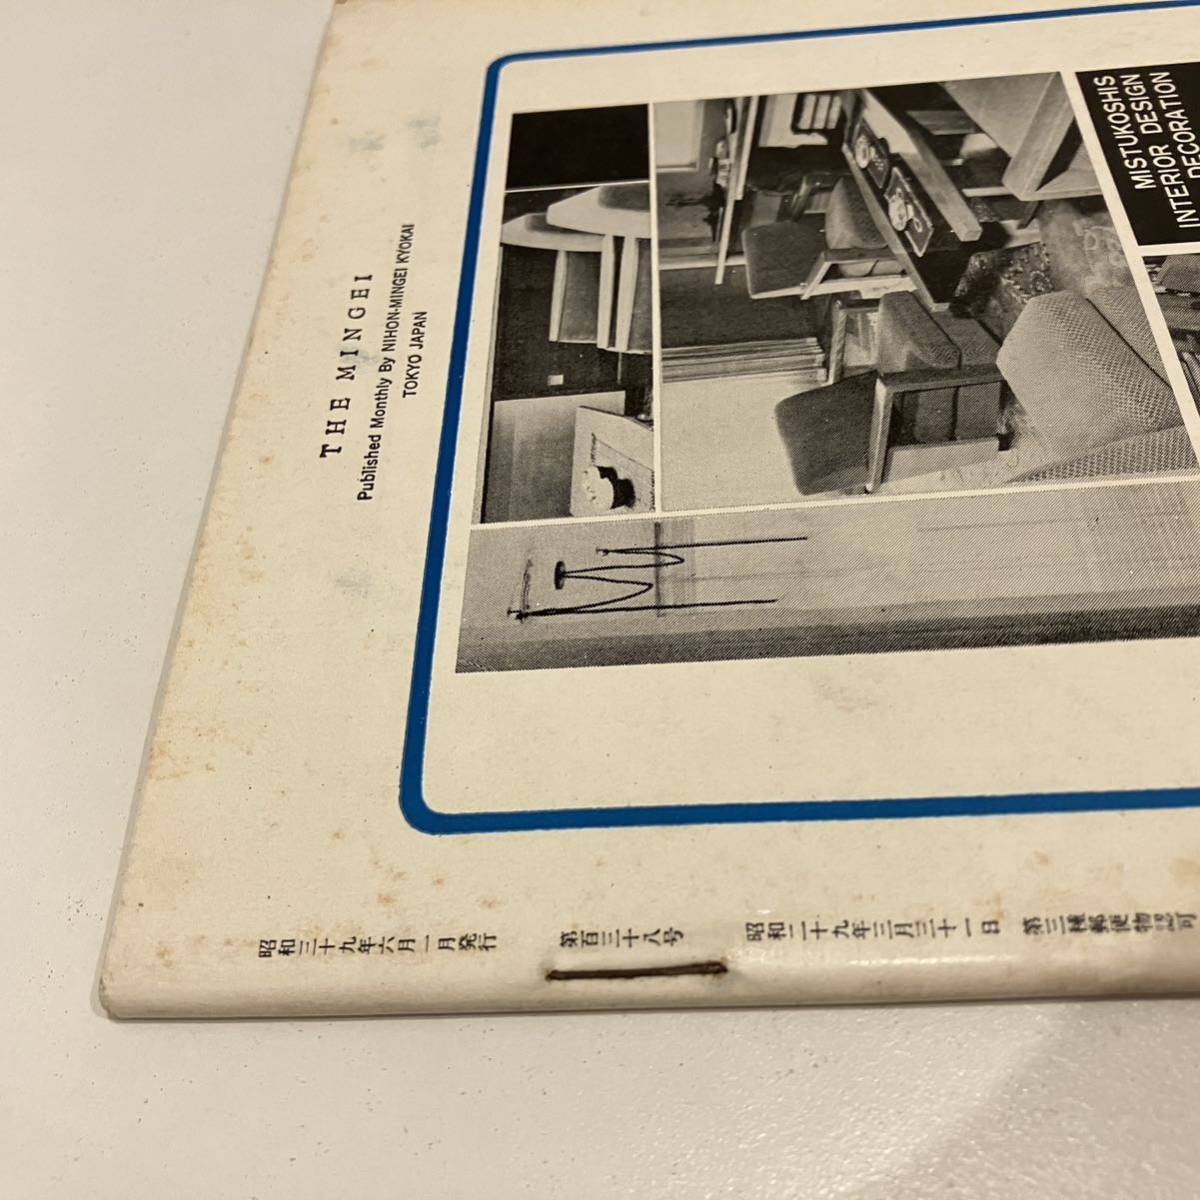 THE MINGEI
Published Monthly By NIHON-MINGEI KYOKAI
TOKYO JAPAN
MISTUKOSHIS
INTERIOR DESIGN
DECORATION
昭和三十九年六月一日発行
第百三十八号
昭和二十九年三月三十一日
第三種郵便物認可